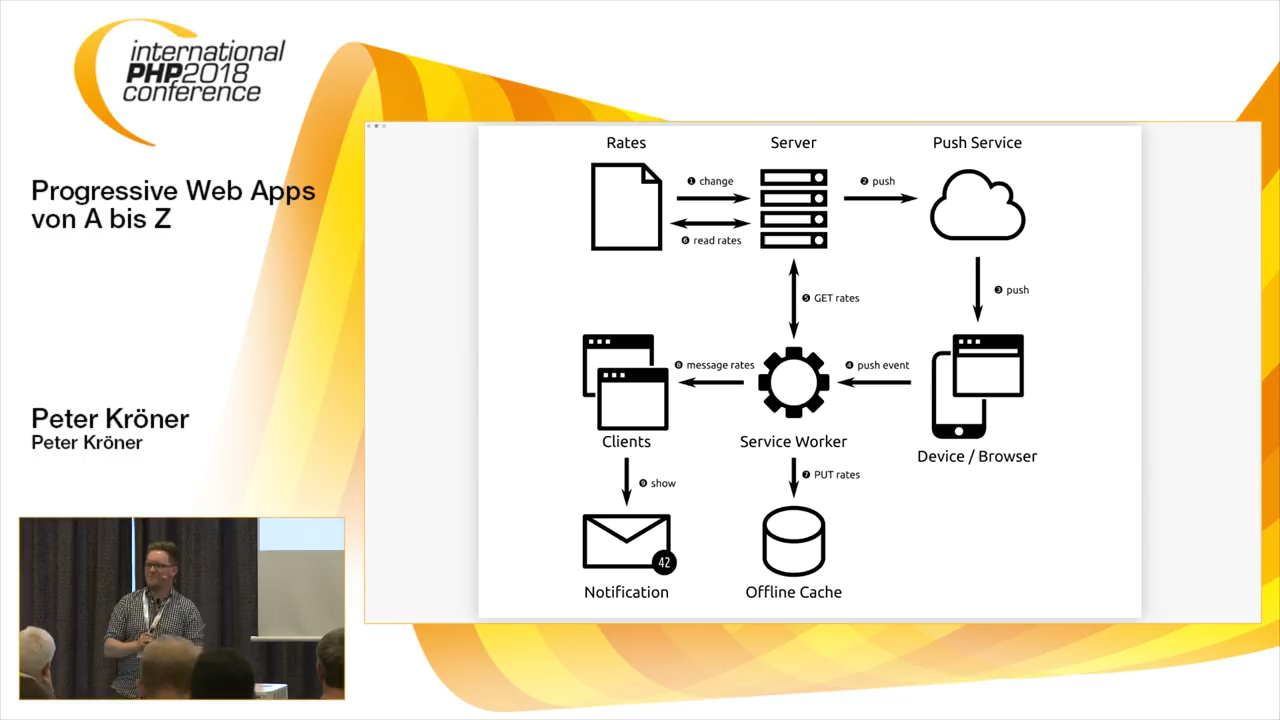 international
PHP2018
conference
Progressive Web Apps
von A bis Z
Peter Kröner
Peter Kröner
Rates
Server
Push Service
❶ change
❷ push
❻ read rates
❸ push
❺ GET rates
❽ message rates
❹ push event
Clients
Service Worker
Device / Browser
❾ show
❼ PUT rates
42
Notification
Offline Cache